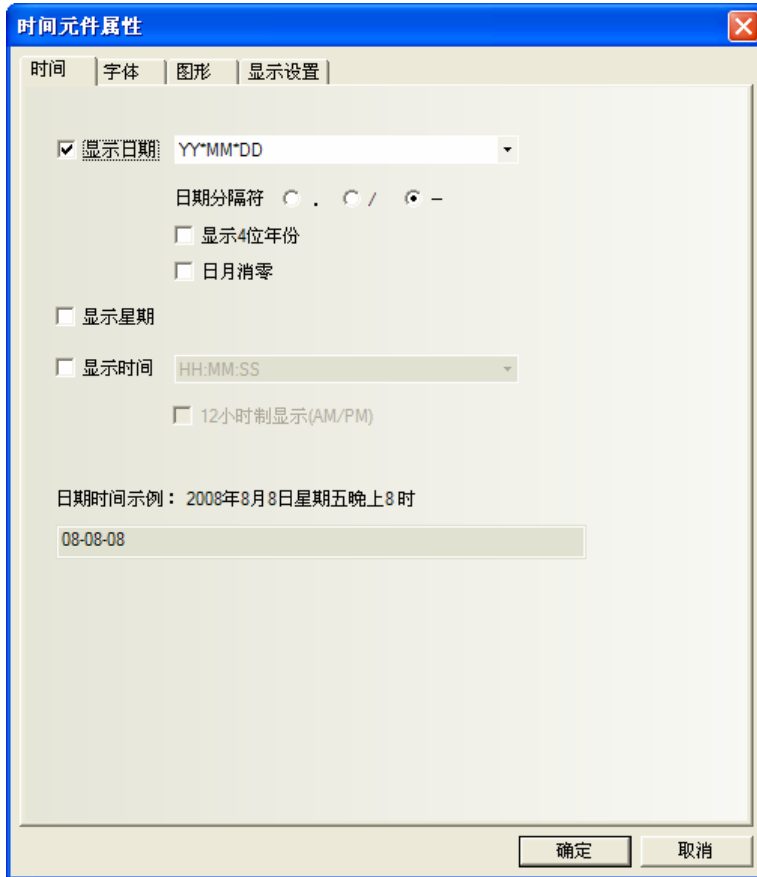 时间元件属性
时间 字体 图形 显示设置
显示日期 YY*MM*DD
日期分隔符 . / –
显示4位年份
日月消零
显示星期
显示时间 HH:MM:SS
12小时制显示(AM/PM)
日期时间示例： 2008年8月8日星期五晚上8时
08-08-08
确定 取消